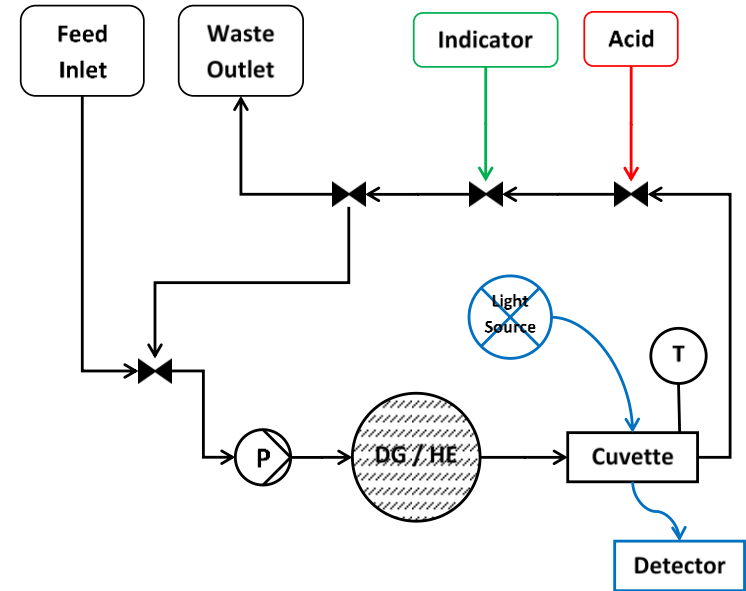 Feed
Inlet
Waste
Outlet
Indicator
Acid
Light
Source
T
P
DG / HE
Cuvette
Detector